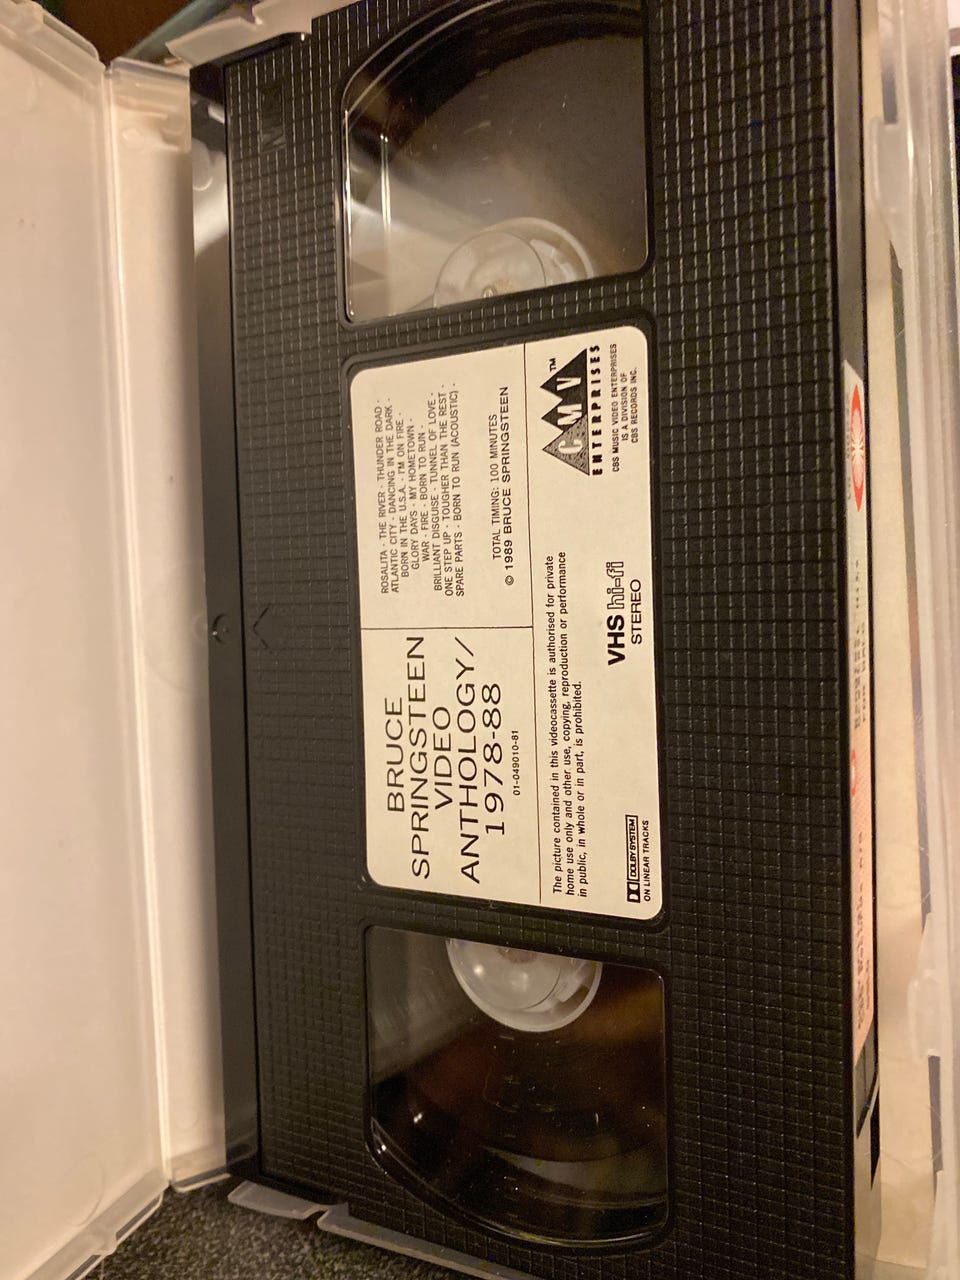 BRUCE
SPRINGSTEEN
VIDEO
ANTHOLOGY/
1978-88
01-049010-81
ROSALITA · THE RIVER · THUNDER ROAD ·
ATLANTIC CITY · DANCING IN THE DARK ·
BORN IN THE U.S.A. · I'M ON FIRE ·
GLORY DAYS · MY HOMETOWN ·
WAR · FIRE · BORN TO RUN ·
BRILLIANT DISGUISE · TUNNEL OF LOVE ·
ONE STEP UP · TOUGHER THAN THE REST ·
SPARE PARTS · BORN TO RUN (ACOUSTIC) ·
TOTAL TIMING: 100 MINUTES
© 1989 BRUCE SPRINGSTEEN
The picture contained in this videocassette is authorised for private
home use only and other use, copying, reproduction or performance
in public, in whole or in part, is prohibited.
DOLBY SYSTEM
ON LINEAR TRACKS
VHS hi-fi
STEREO
CMV™
ENTERPRISES
CBS MUSIC VIDEO ENTERPRISES
IS A DIVISION OF
CBS RECORDS INC.